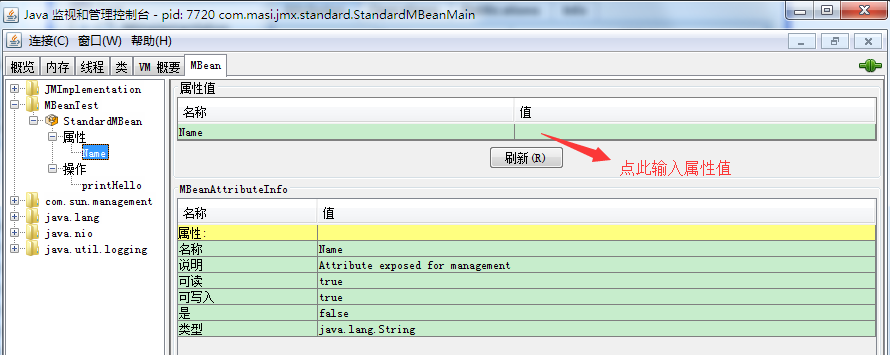 Java 监视和管理控制台 - pid: 7720 com.masi.jmx.standard.StandardMBeanMain
连接(C) 窗口(W) 帮助(H)
概览 内存 线程 类 VM 概要 MBean
JMImplementation
MBeanTest
StandardMBean
属性
Name
操作
printHello
com.sun.management
java.lang
java.nio
java.util.logging
属性值
名称 值
Name
刷新(R)
点此输入属性值
MBeanAttributeInfo
名称 值
属性:
名称 Name
说明 Attribute exposed for management
可读 true
可写入 true
是 false
类型 java.lang.String